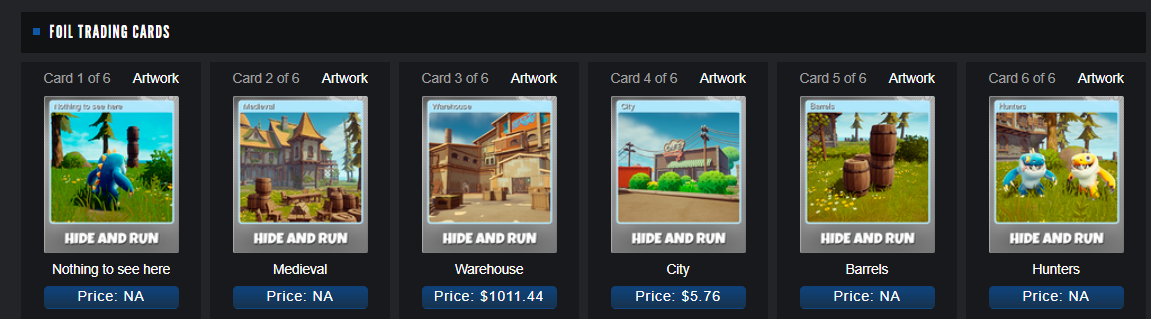 FOIL TRADING CARDS
Card 1 of 6 Artwork
Nothing to see here
HIDE AND RUN
Nothing to see here
Price: NA
Card 2 of 6 Artwork
Medieval
HIDE AND RUN
Medieval
Price: NA
Card 3 of 6 Artwork
Warehouse
HIDE AND RUN
Warehouse
Price: $1011.44
Card 4 of 6 Artwork
City
HIDE AND RUN
City
Price: $5.76
Card 5 of 6 Artwork
Barrels
HIDE AND RUN
Barrels
Price: NA
Card 6 of 6 Artwork
Hunters
HIDE AND RUN
Hunters
Price: NA